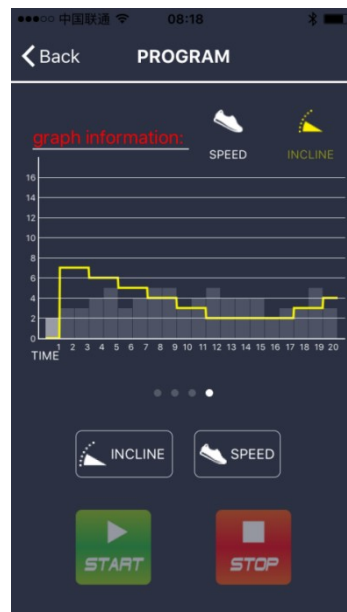 中国联通 08:18
Back PROGRAM
graph information:
SPEED INCLINE
16
14
12
10
8
6
4
2
0
TIME 1 2 3 4 5 6 7 8 9 10 11 12 13 14 15 16 17 18 19 20
INCLINE SPEED
START STOP